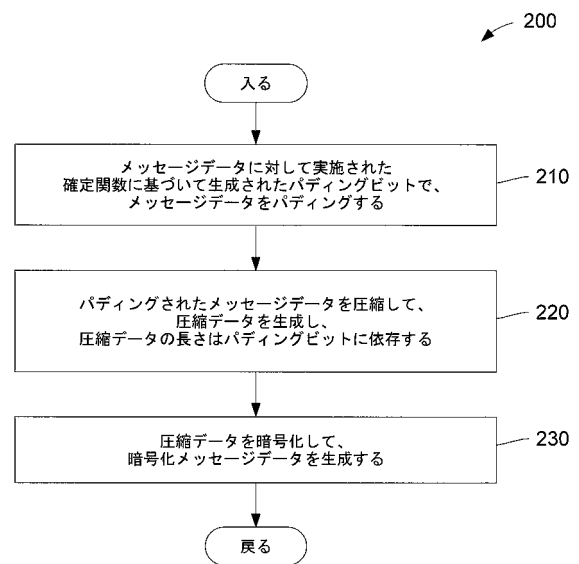 200
入る
メッセージデータに対して実施された
確定関数に基づいて生成されたパディングビットで、
メッセージデータをパディングする
210
パディングされたメッセージデータを圧縮して、
圧縮データを生成し、
圧縮データの長さはパディングビットに依存する
220
圧縮データを暗号化して、
暗号化メッセージデータを生成する
230
戻る